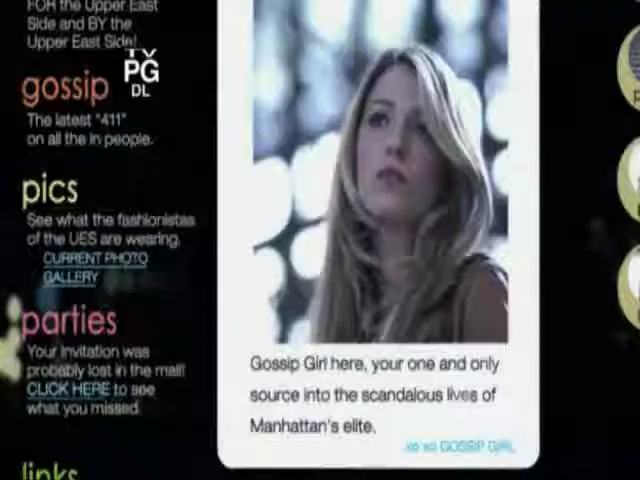 FOR the Upper East
Side and BY the
Upper East Side!
TV
PG
DL
gossip
The latest "411"
on all the in people.
pics
See what the fashionistas
of the UES are wearing.
CURRENT PHOTO
GALLERY
parties
Your invitation was
probably lost in the mail!
CLICK HERE to see
what you missed.
links
Gossip Girl here, your one and only
source into the scandalous lives of
Manhattan's elite.
xo xo GOSSIP GIRL